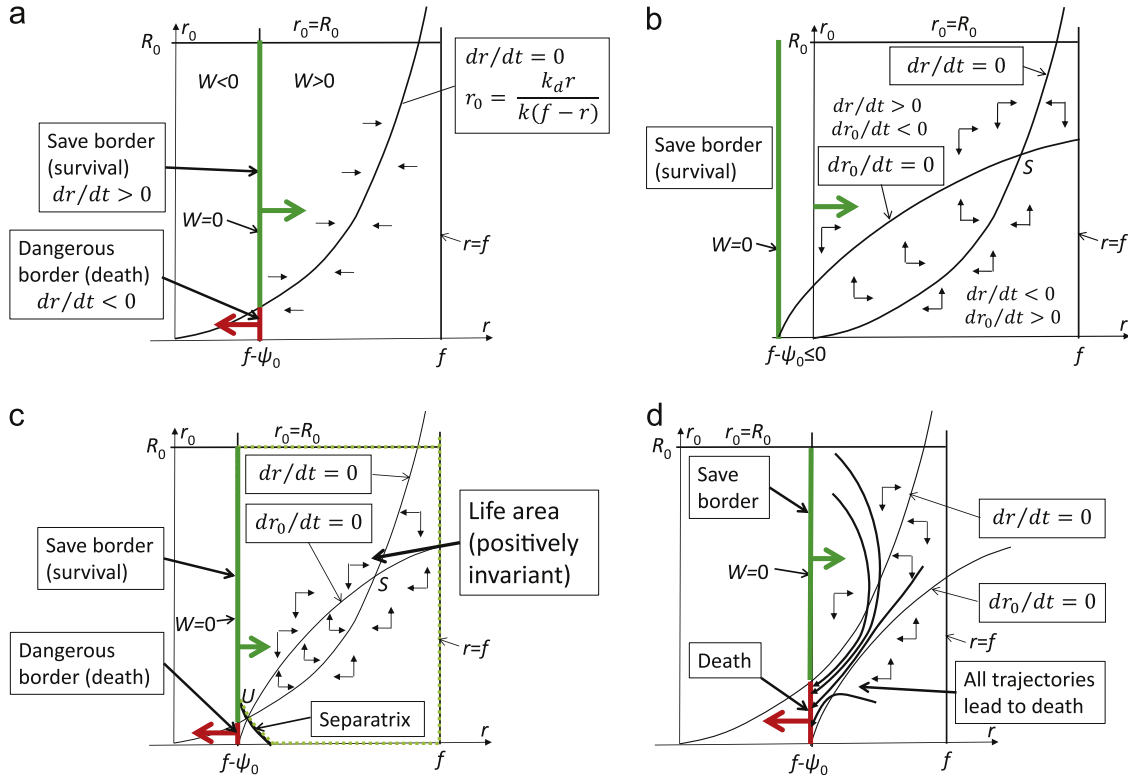 a
r₀
r₀=R₀
R₀
W<0
W>0
dr/dt = 0
r₀ = k_d r / k(f − r)
Save border
(survival)
dr/dt > 0
W=0
Dangerous
border (death)
dr/dt < 0
r=f
r
f-ψ₀
f
b
r₀
r₀=R₀
R₀
dr/dt = 0
dr/dt > 0
dr₀/dt < 0
Save border
(survival)
dr₀/dt = 0
S
W=0
r=f
dr/dt < 0
dr₀/dt > 0
r
f-ψ₀≤0
f
c
r₀
r₀=R₀
R₀
dr/dt = 0
dr₀/dt = 0
Life area
(positively
invariant)
Save border
(survival)
S
W=0
Dangerous
border (death)
r=f
U
Separatrix
r
f-ψ₀
f
d
r₀
r₀=R₀
R₀
Save
border
dr/dt = 0
W=0
dr₀/dt = 0
r=f
Death
All trajectories
lead to death
r
f-ψ₀
f